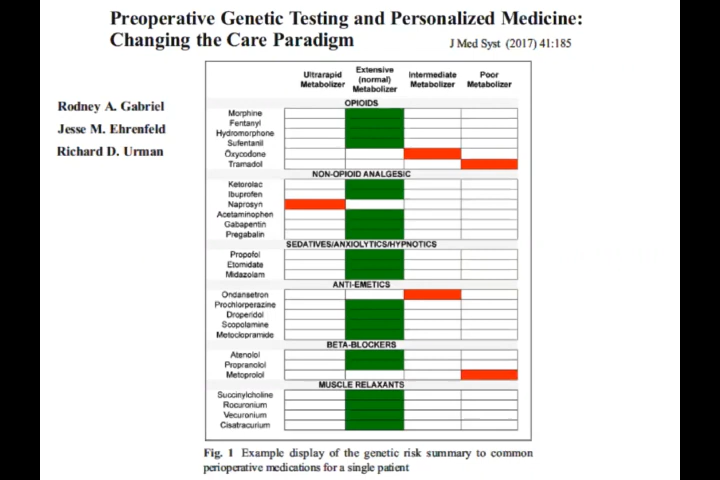 Preoperative Genetic Testing and Personalized Medicine:
Changing the Care Paradigm
J Med Syst (2017) 41:185
Rodney A. Gabriel
Jesse M. Ehrenfeld
Richard D. Urman
Ultrarapid Metabolizer
Extensive (normal) Metabolizer
Intermediate Metabolizer
Poor Metabolizer
OPIOIDS
Morphine
Fentanyl
Hydromorphone
Sufentanil
Oxycodone
Tramadol
NON-OPIOID ANALGESIC
Ketorolac
Ibuprofen
Naprosyn
Acetaminophen
Gabapentin
Pregabalin
SEDATIVES/ANXIOLYTICS/HYPNOTICS
Propofol
Etomidate
Midazolam
ANTI-EMETICS
Ondansetron
Prochlorperazine
Droperidol
Scopolamine
Metoclopramide
BETA-BLOCKERS
Atenolol
Propranolol
Metoprolol
MUSCLE RELAXANTS
Succinylcholine
Rocuronium
Vecuronium
Cisatracurium
Fig. 1 Example display of the genetic risk summary to common
perioperative medications for a single patient